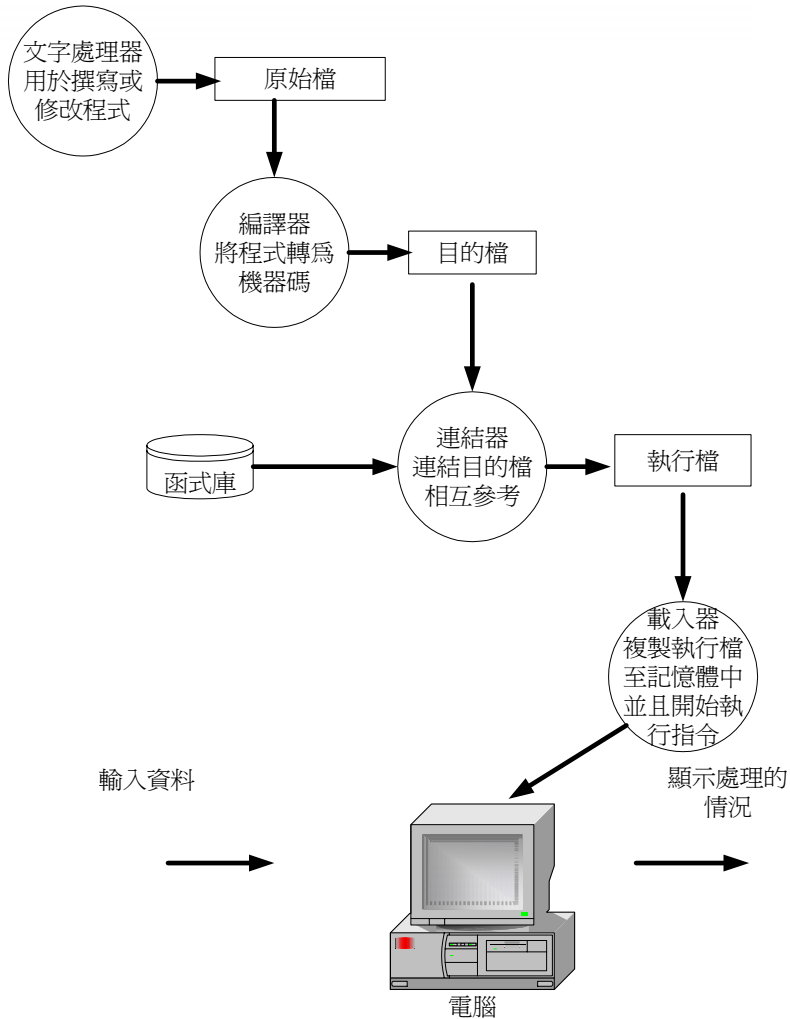 文字處理器
用於撰寫或
修改程式
原始檔
編譯器
將程式轉爲
機器碼
目的檔
函式庫
連結器
連結目的檔
相互參考
執行檔
載入器
複製執行檔
至記憶體中
並且開始執
行指令
輸入資料
顯示處理的
情況
電腦